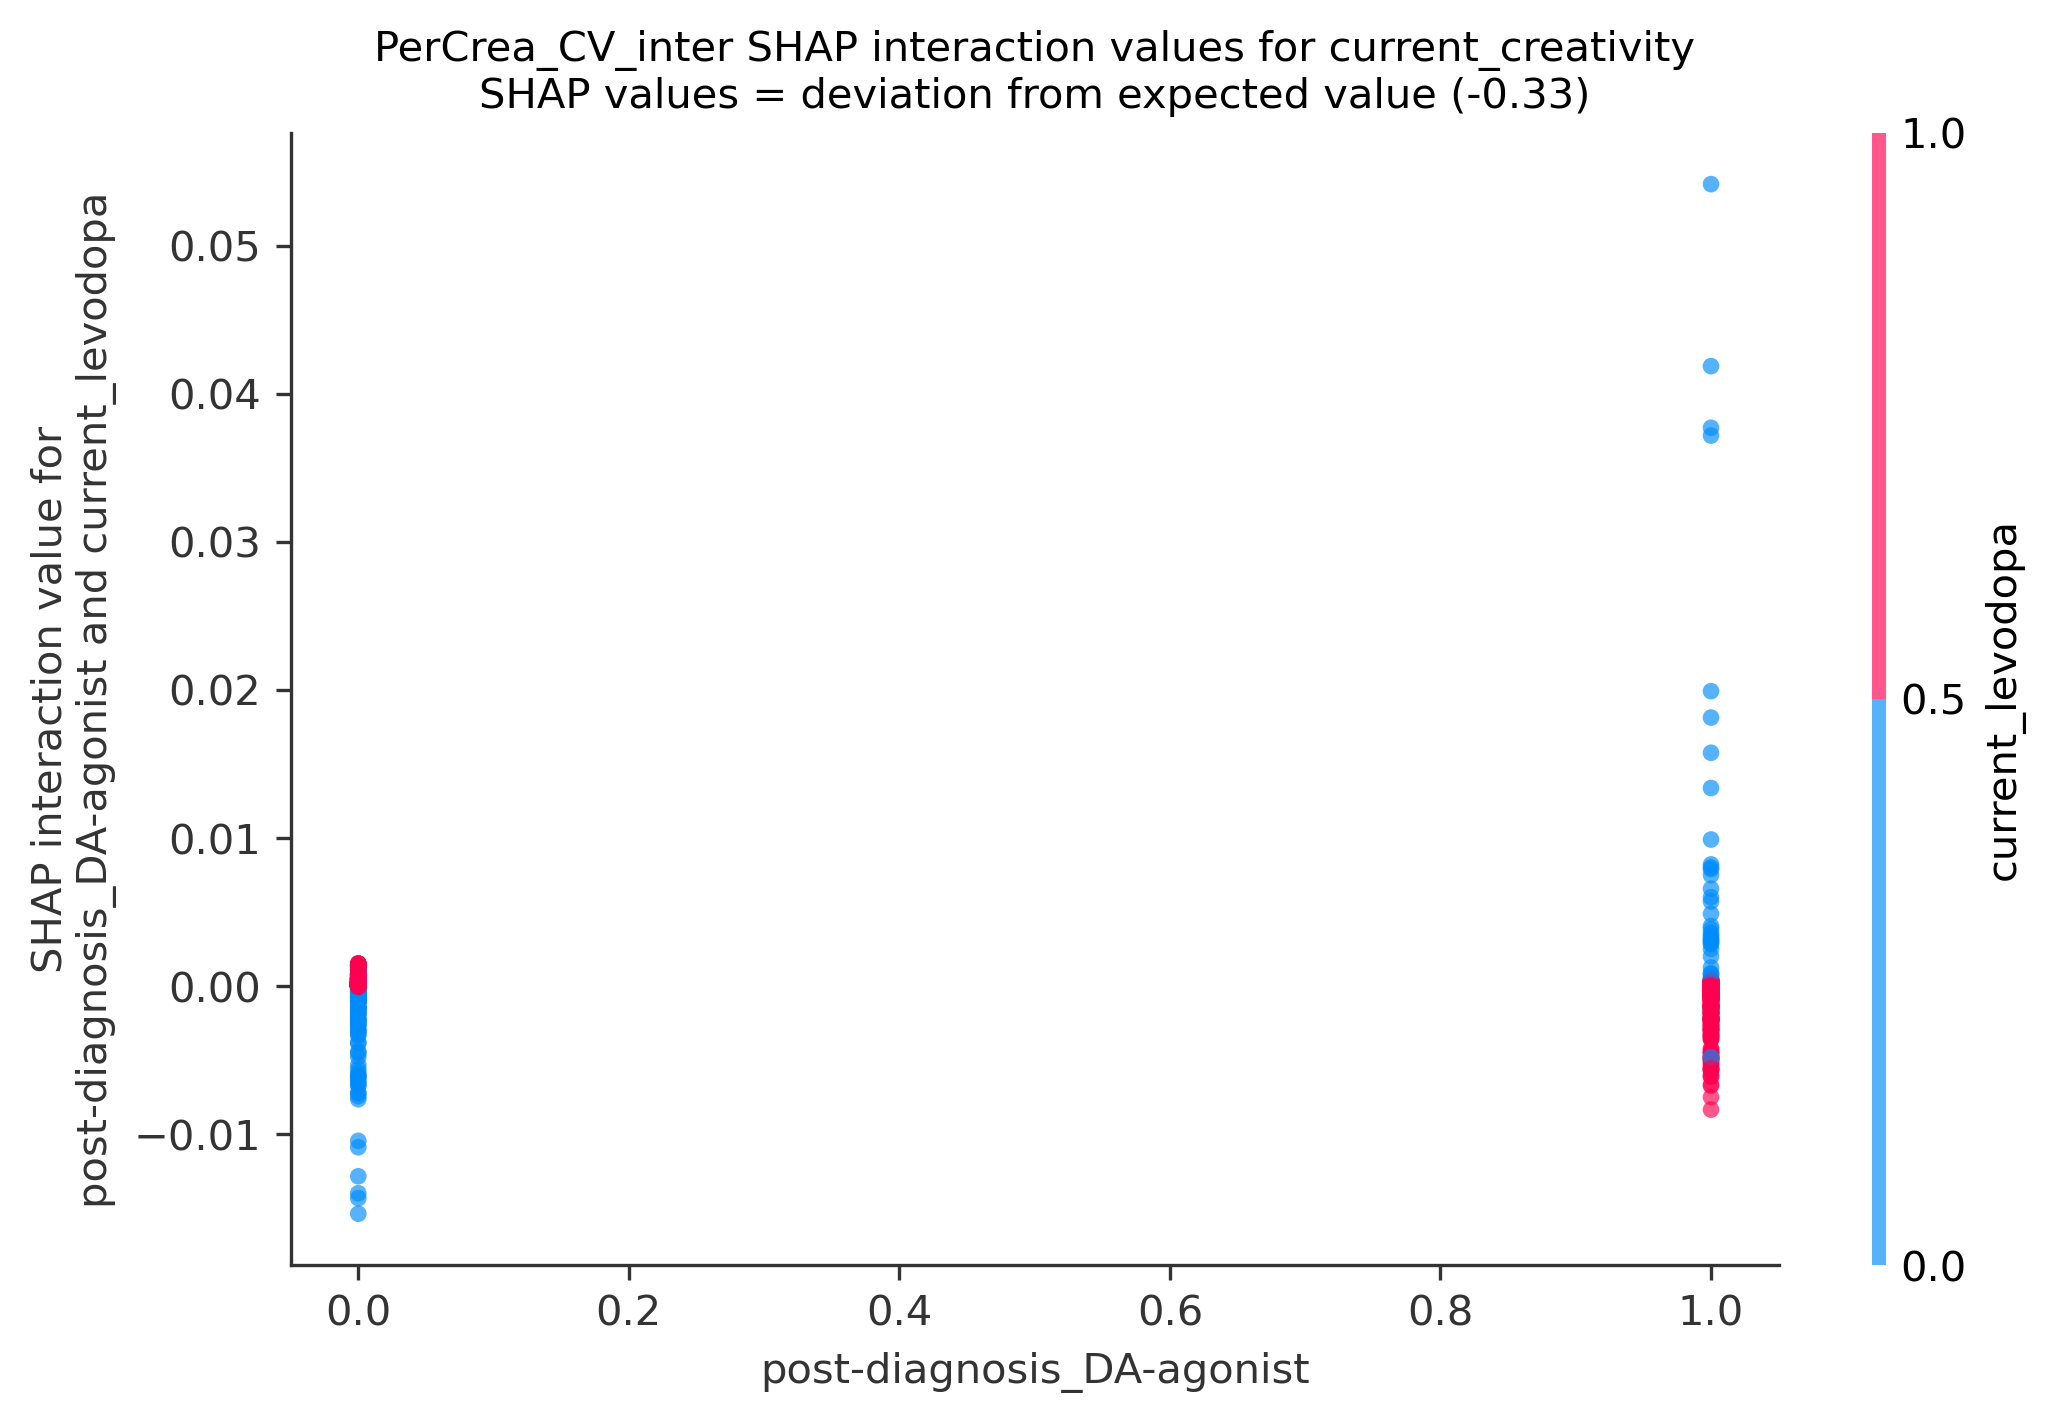 PerCrea_CV_inter SHAP interaction values for current_creativity
SHAP values = deviation from expected value (-0.33)
SHAP interaction value for
post-diagnosis_DA-agonist and current_levodopa
0.05
0.04
0.03
0.02
0.01
0.00
−0.01
0.0
0.2
0.4
0.6
0.8
1.0
post-diagnosis_DA-agonist
1.0
0.5
0.0
current_levodopa